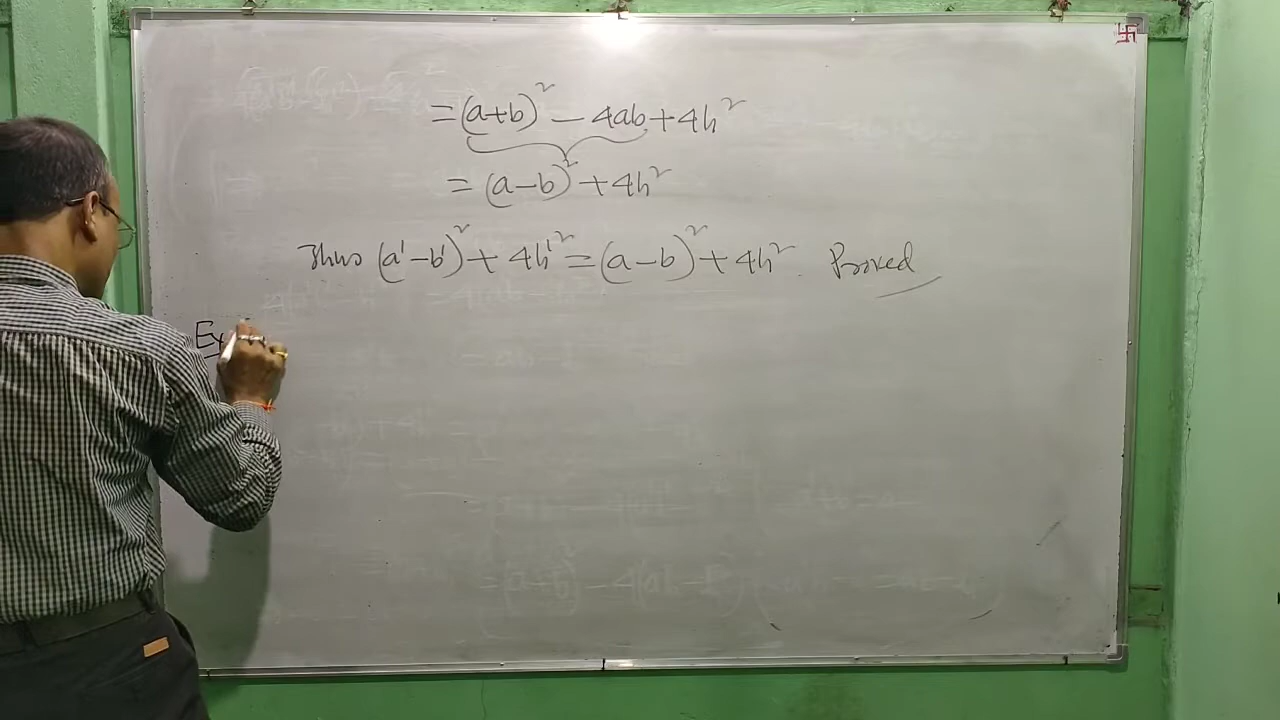 = (a+b)² - 4ab + 4h²
= (a-b)² + 4h²
Thus (a'-b')² + 4h'² = (a-b)² + 4h² Proved
Ex